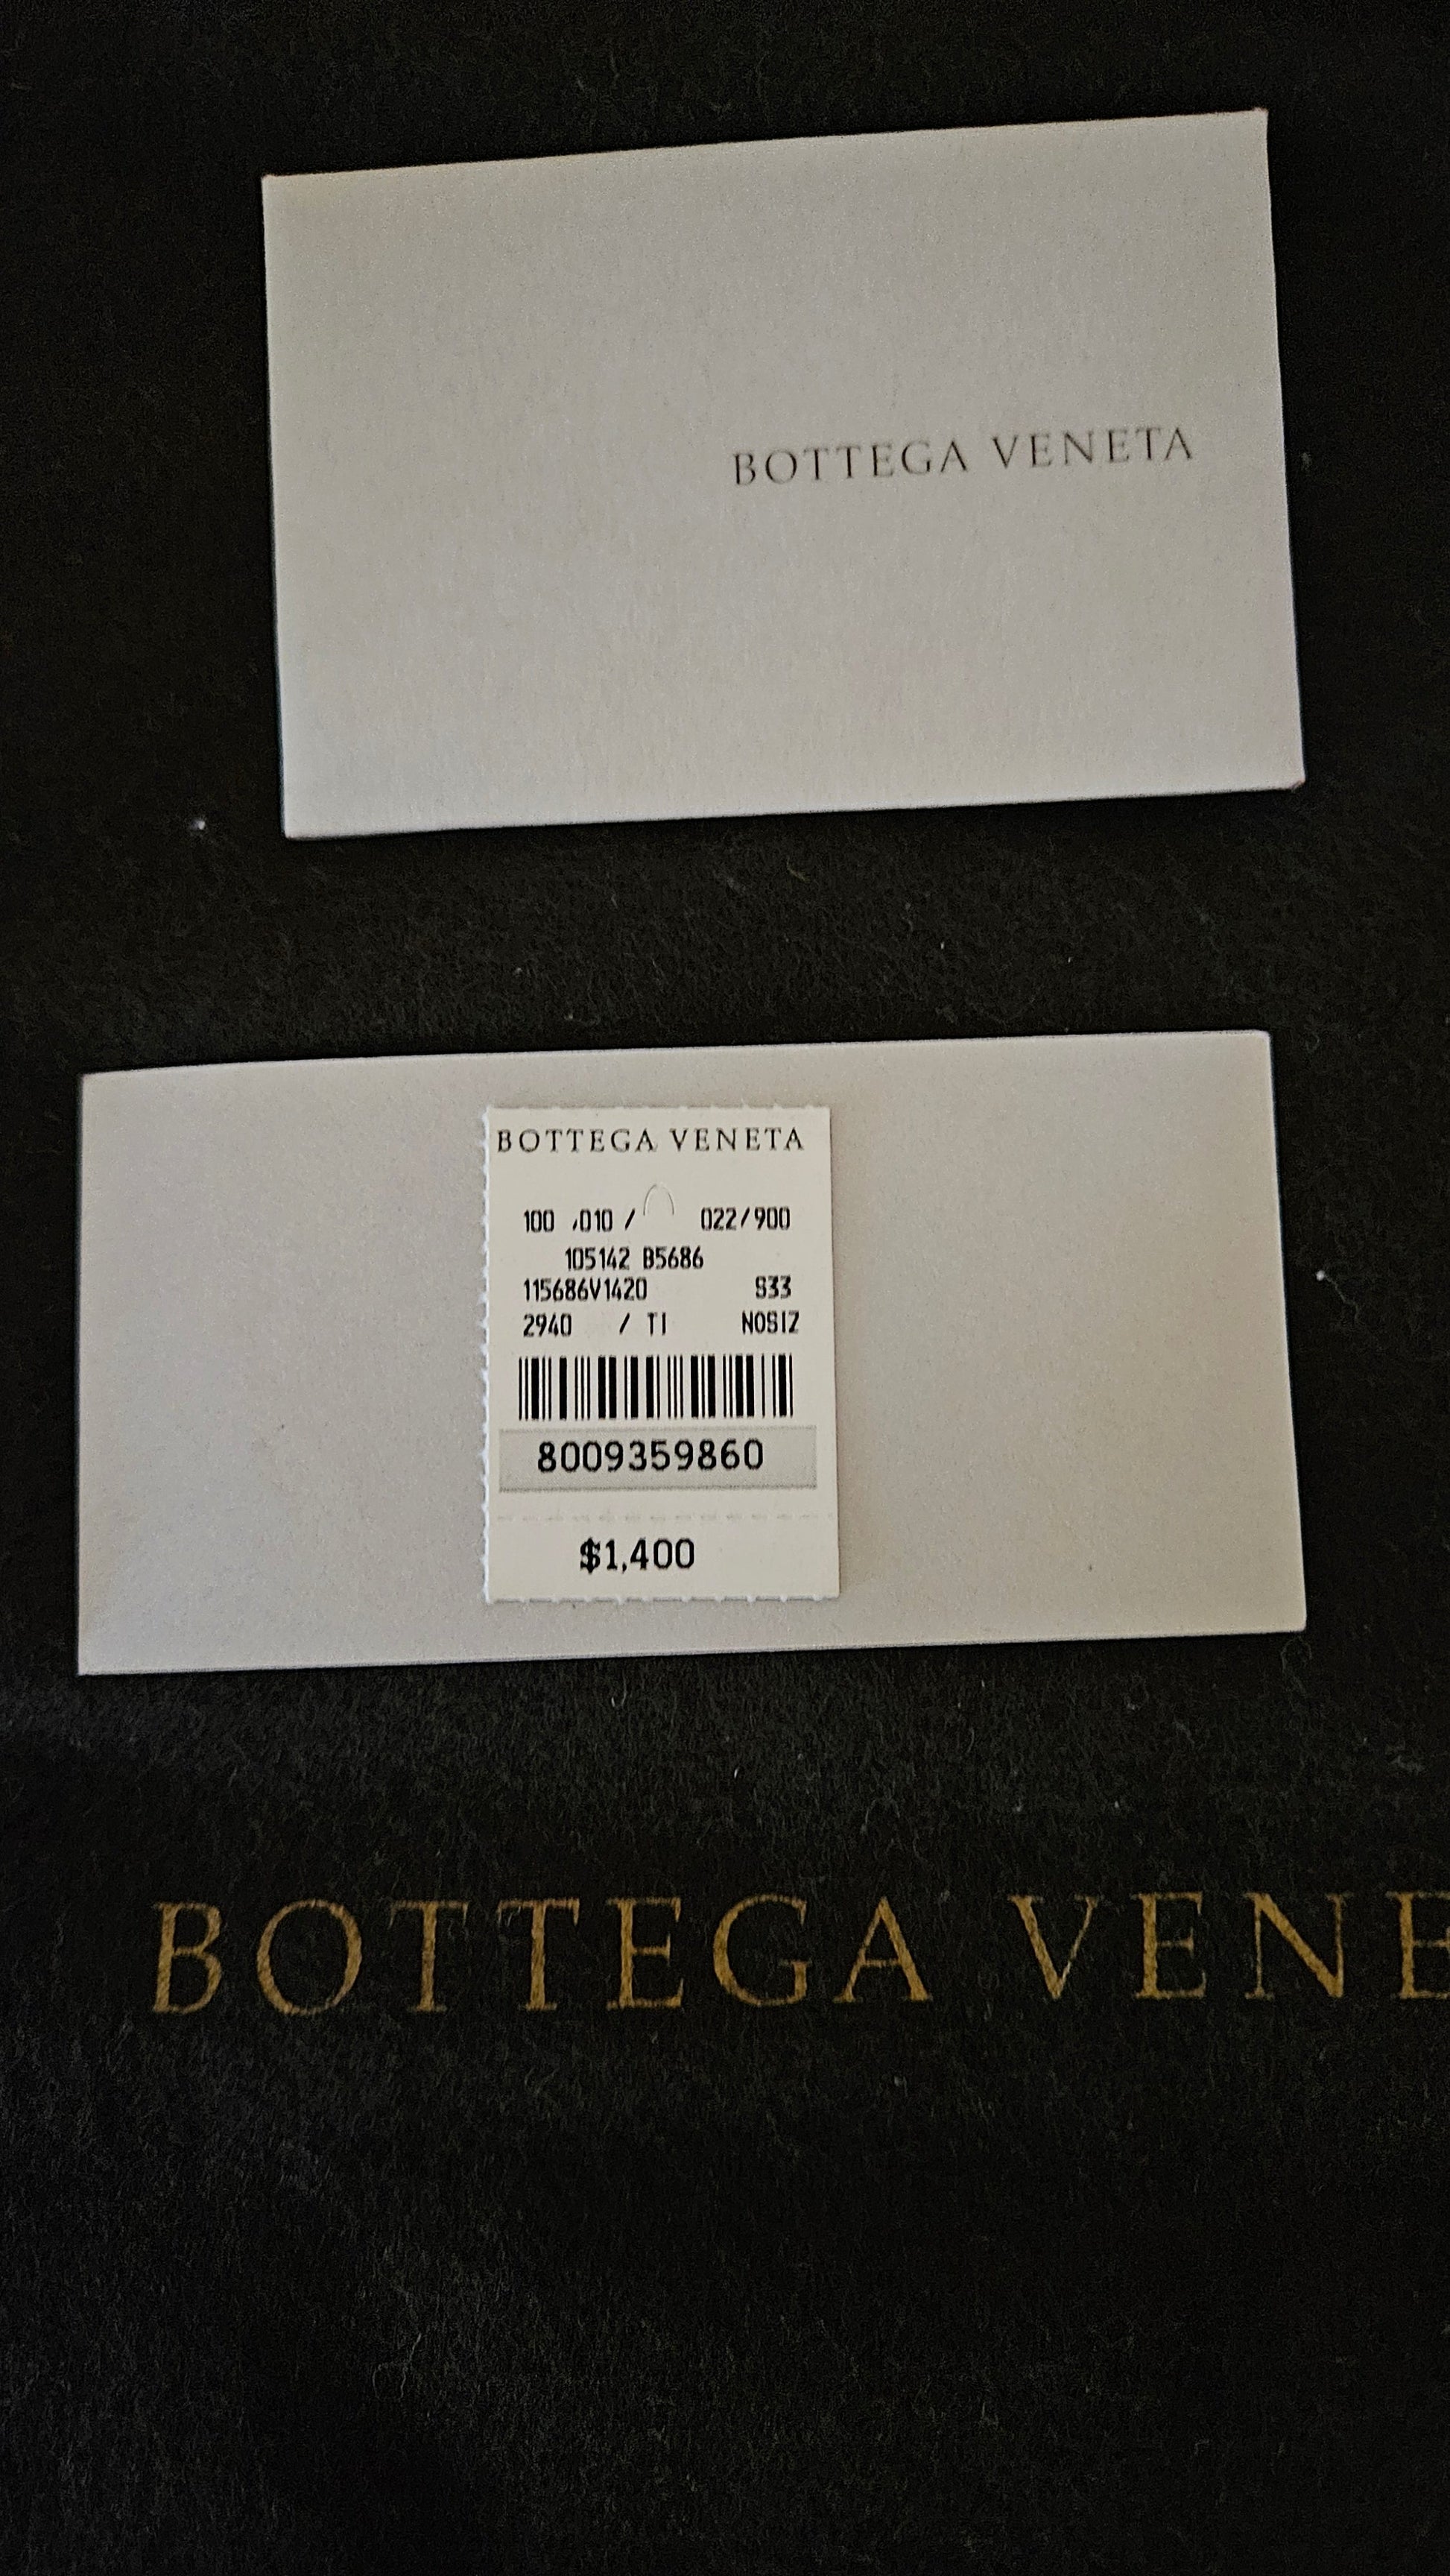 BOTTEGA VENETA
BOTTEGA VENETA
100 ,010 / 022/900
105142 B5686
115686V1420 S33
2940 / TI NOSIZ
8009359860
$1,400
BOTTEGA VENE